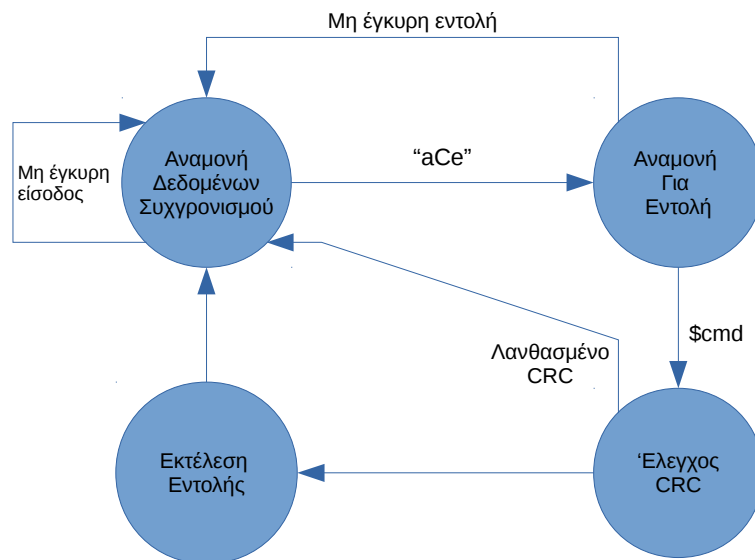 Μη έγκυρη εντολή
Αναμονή
Δεδομένων
Συχγρονισμού
“aCe”
Αναμονή
Για
Εντολή
Μη έγκυρη
είσοδος
$cmd
Λανθασμένο
CRC
Εκτέλεση
Εντολής
‘Ελεγχος
CRC